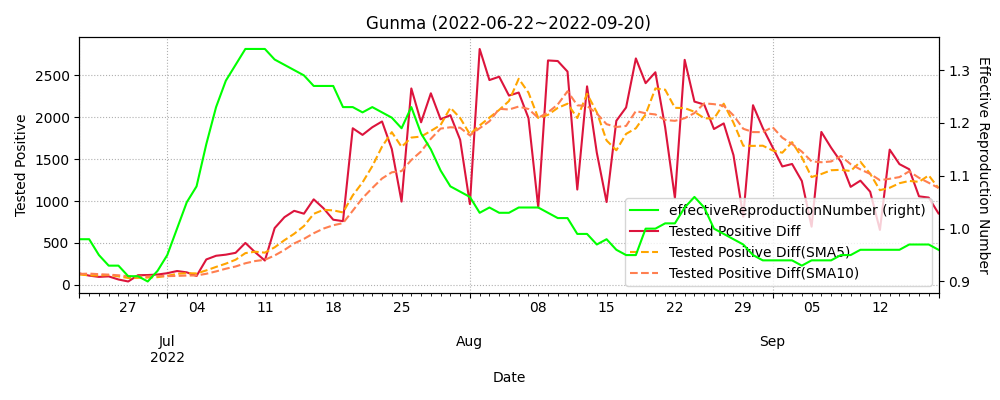 Gunma (2022-06-22~2022-09-20)
Tested Positive
2500
2000
1500
1000
500
0
1.3
1.2
1.1
1.0
0.9
Effective Reproduction Number
effectiveReproductionNumber (right)
Tested Positive Diff
Tested Positive Diff(SMA5)
Tested Positive Diff(SMA10)
27 04 11 18 25 08 15 22 29 05 12
Jul Aug Sep
2022
Date